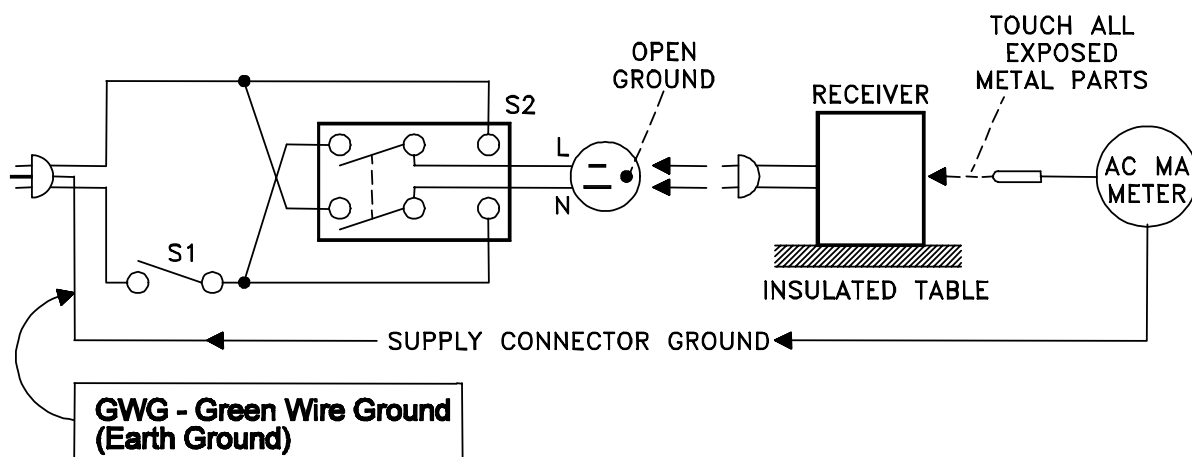 TOUCH ALL
EXPOSED
METAL PARTS
OPEN
GROUND
RECEIVER
S2
L
N
AC MA
METER
S1
INSULATED TABLE
SUPPLY CONNECTOR GROUND
GWG - Green Wire Ground
(Earth Ground)